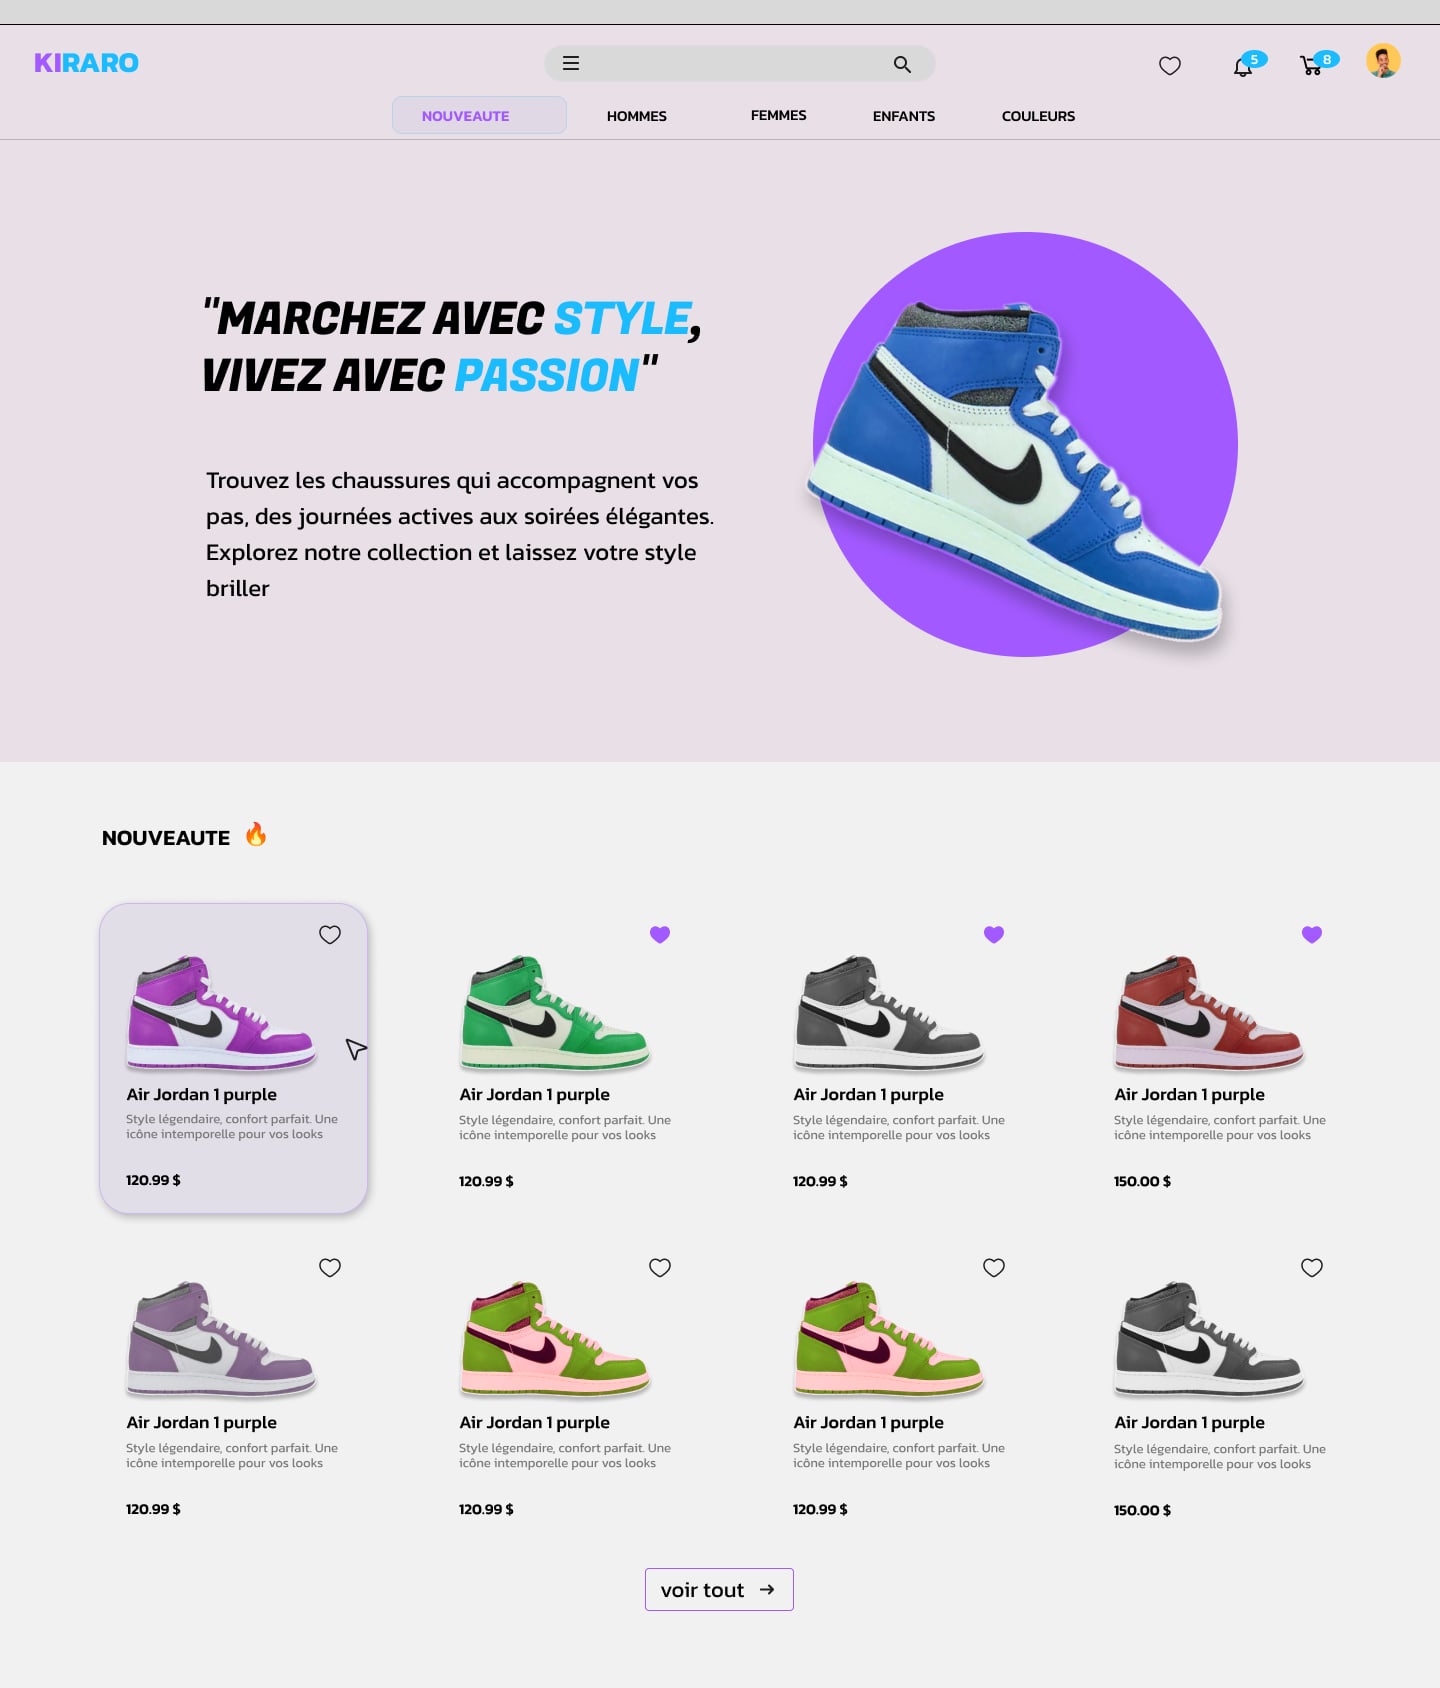 KIRARO
5
8
NOUVEAUTE HOMMES FEMMES ENFANTS COULEURS
"MARCHEZ AVEC STYLE,
VIVEZ AVEC PASSION"
Trouvez les chaussures qui accompagnent vos
pas, des journées actives aux soirées élégantes.
Explorez notre collection et laissez votre style
briller
NOUVEAUTE 🔥
Air Jordan 1 purple
Style légendaire, confort parfait. Une
icône intemporelle pour vos looks
120.99 $
Air Jordan 1 purple
Style légendaire, confort parfait. Une
icône intemporelle pour vos looks
120.99 $
Air Jordan 1 purple
Style légendaire, confort parfait. Une
icône intemporelle pour vos looks
120.99 $
Air Jordan 1 purple
Style légendaire, confort parfait. Une
icône intemporelle pour vos looks
150.00 $
Air Jordan 1 purple
Style légendaire, confort parfait. Une
icône intemporelle pour vos looks
120.99 $
Air Jordan 1 purple
Style légendaire, confort parfait. Une
icône intemporelle pour vos looks
120.99 $
Air Jordan 1 purple
Style légendaire, confort parfait. Une
icône intemporelle pour vos looks
120.99 $
Air Jordan 1 purple
Style légendaire, confort parfait. Une
icône intemporelle pour vos looks
150.00 $
voir tout →